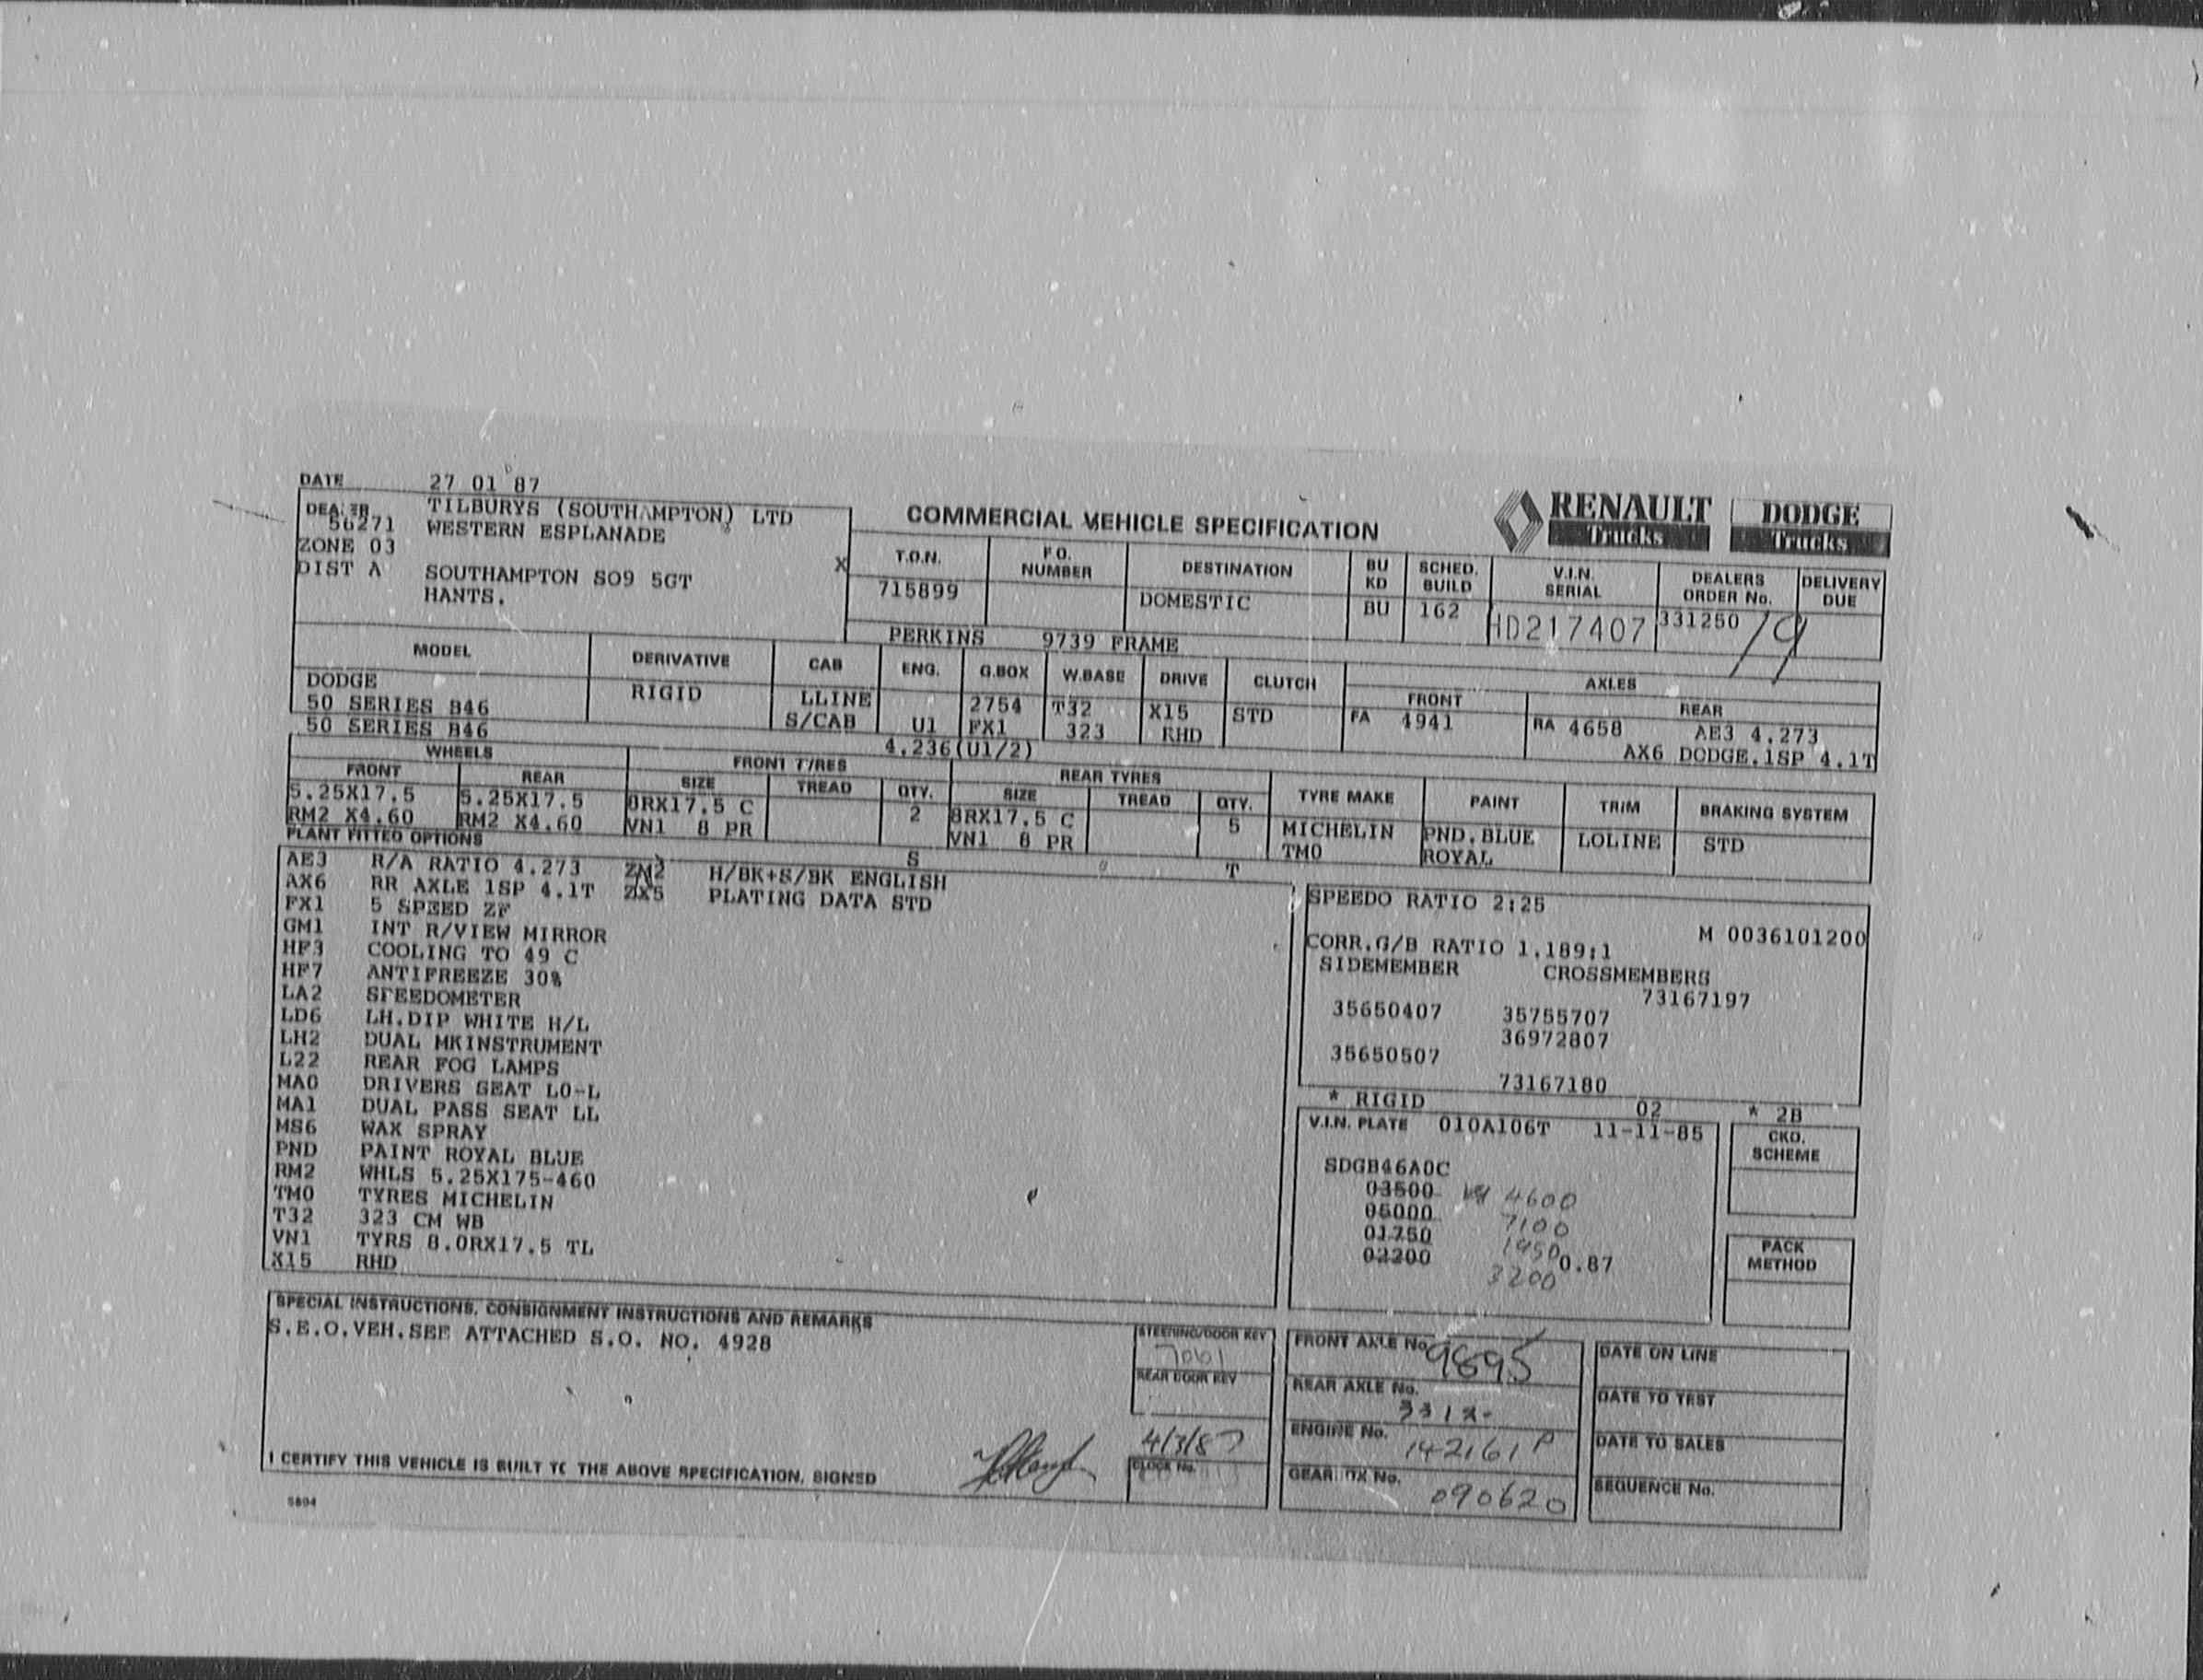 DATE 27 01 87
DEALER TILBURYS (SOUTHAMPTON) LTD
56271 WESTERN ESPLANADE
ZONE 03
DIST A SOUTHAMPTON SO9 5GT
HANTS.
X
COMMERCIAL VEHICLE SPECIFICATION
RENAULT Trucks
DODGE Trucks
T.O.N. F.O. NUMBER DESTINATION BU KD SCHED. BUILD V.I.N. SERIAL DEALERS ORDER No. DELIVERY DUE
715899 DOMESTIC BU 162 HD217407 331250 19
PERKINS 9739 FRAME
MODEL DERIVATIVE CAB ENG. G.BOX W.BASE DRIVE CLUTCH AXLES
FRONT REAR
DODGE RIGID LLINE 2754 T32 X15 STD FA 4941 RA 4658 AE3 4.273
50 SERIES B46 S/CAB U1 FX1 323 RHD AX6 DODGE.1SP 4.1T
50 SERIES B46 4.236(U1/2)
WHEELS FRONT TYRES REAR TYRES
FRONT REAR SIZE TREAD QTY. SIZE TREAD QTY. TYRE MAKE PAINT TRIM BRAKING SYSTEM
5.25X17.5 5.25X17.5 8RX17.5 C 2 8RX17.5 C 5 MICHELIN PND.BLUE LOLINE STD
RM2 X4.60 RM2 X4.60 VN1 8 PR VN1 8 PR TM0 ROYAL
PLANT FITTED OPTIONS S T
AE3 R/A RATIO 4.273 ZM2 H/BK+S/BK ENGLISH
AX6 RR AXLE 1SP 4.1T ZX5 PLATING DATA STD
FX1 5 SPEED ZF
GM1 INT R/VIEW MIRROR
HF3 COOLING TO 49 C
HF7 ANTIFREEZE 30%
LA2 SPEEDOMETER
LD6 LH.DIP WHITE H/L
LH2 DUAL MKINSTRUMENT
L22 REAR FOG LAMPS
MA0 DRIVERS SEAT LO-L
MA1 DUAL PASS SEAT LL
MS6 WAX SPRAY
PND PAINT ROYAL BLUE
RM2 WHLS 5.25X175-460
TM0 TYRES MICHELIN
T32 323 CM WB
VN1 TYRS 8.0RX17.5 TL
X15 RHD
SPEEDO RATIO 2:25
M 0036101200
CORR.G/B RATIO 1.189:1
SIDEMEMBER CROSSMEMBERS
73167197
35650407 35755707
36972807
35650507
73167180
* RIGID 02 * 2B
V.I.N. PLATE 010A106T 11-11-85
CKD. SCHEME
SDGB46A0C
03500 4600
05000 7100
01750 1950
02200 0.87
3200
PACK METHOD
SPECIAL INSTRUCTIONS, CONSIGNMENT INSTRUCTIONS AND REMARKS
S.E.O.VEH.SEE ATTACHED S.O. NO. 4928
STEERING/DOOR KEY
7061
REAR DOOR KEY
4/3/87
CLOCK No.
FRONT AXLE No. 9895
REAR AXLE No.
ENGINE No. 142161P
GEARBOX No. 090620
DATE ON LINE
DATE TO TEST
DATE TO SALES
SEQUENCE No.
I CERTIFY THIS VEHICLE IS BUILT TO THE ABOVE SPECIFICATION, SIGNED
5804